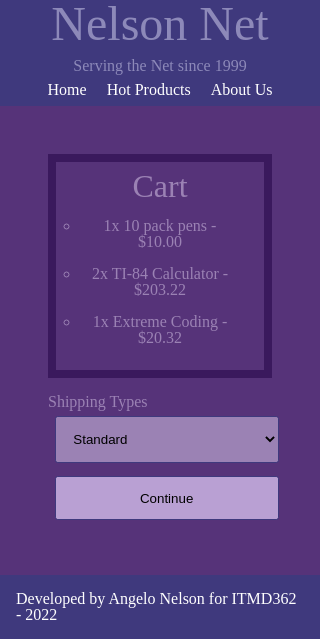 Nelson Net
Serving the Net since 1999
Home Hot Products About Us
Cart
1x 10 pack pens -
$10.00
2x TI-84 Calculator -
$203.22
1x Extreme Coding -
$20.32
Shipping Types
Standard
Continue
Developed by Angelo Nelson for ITMD362
- 2022